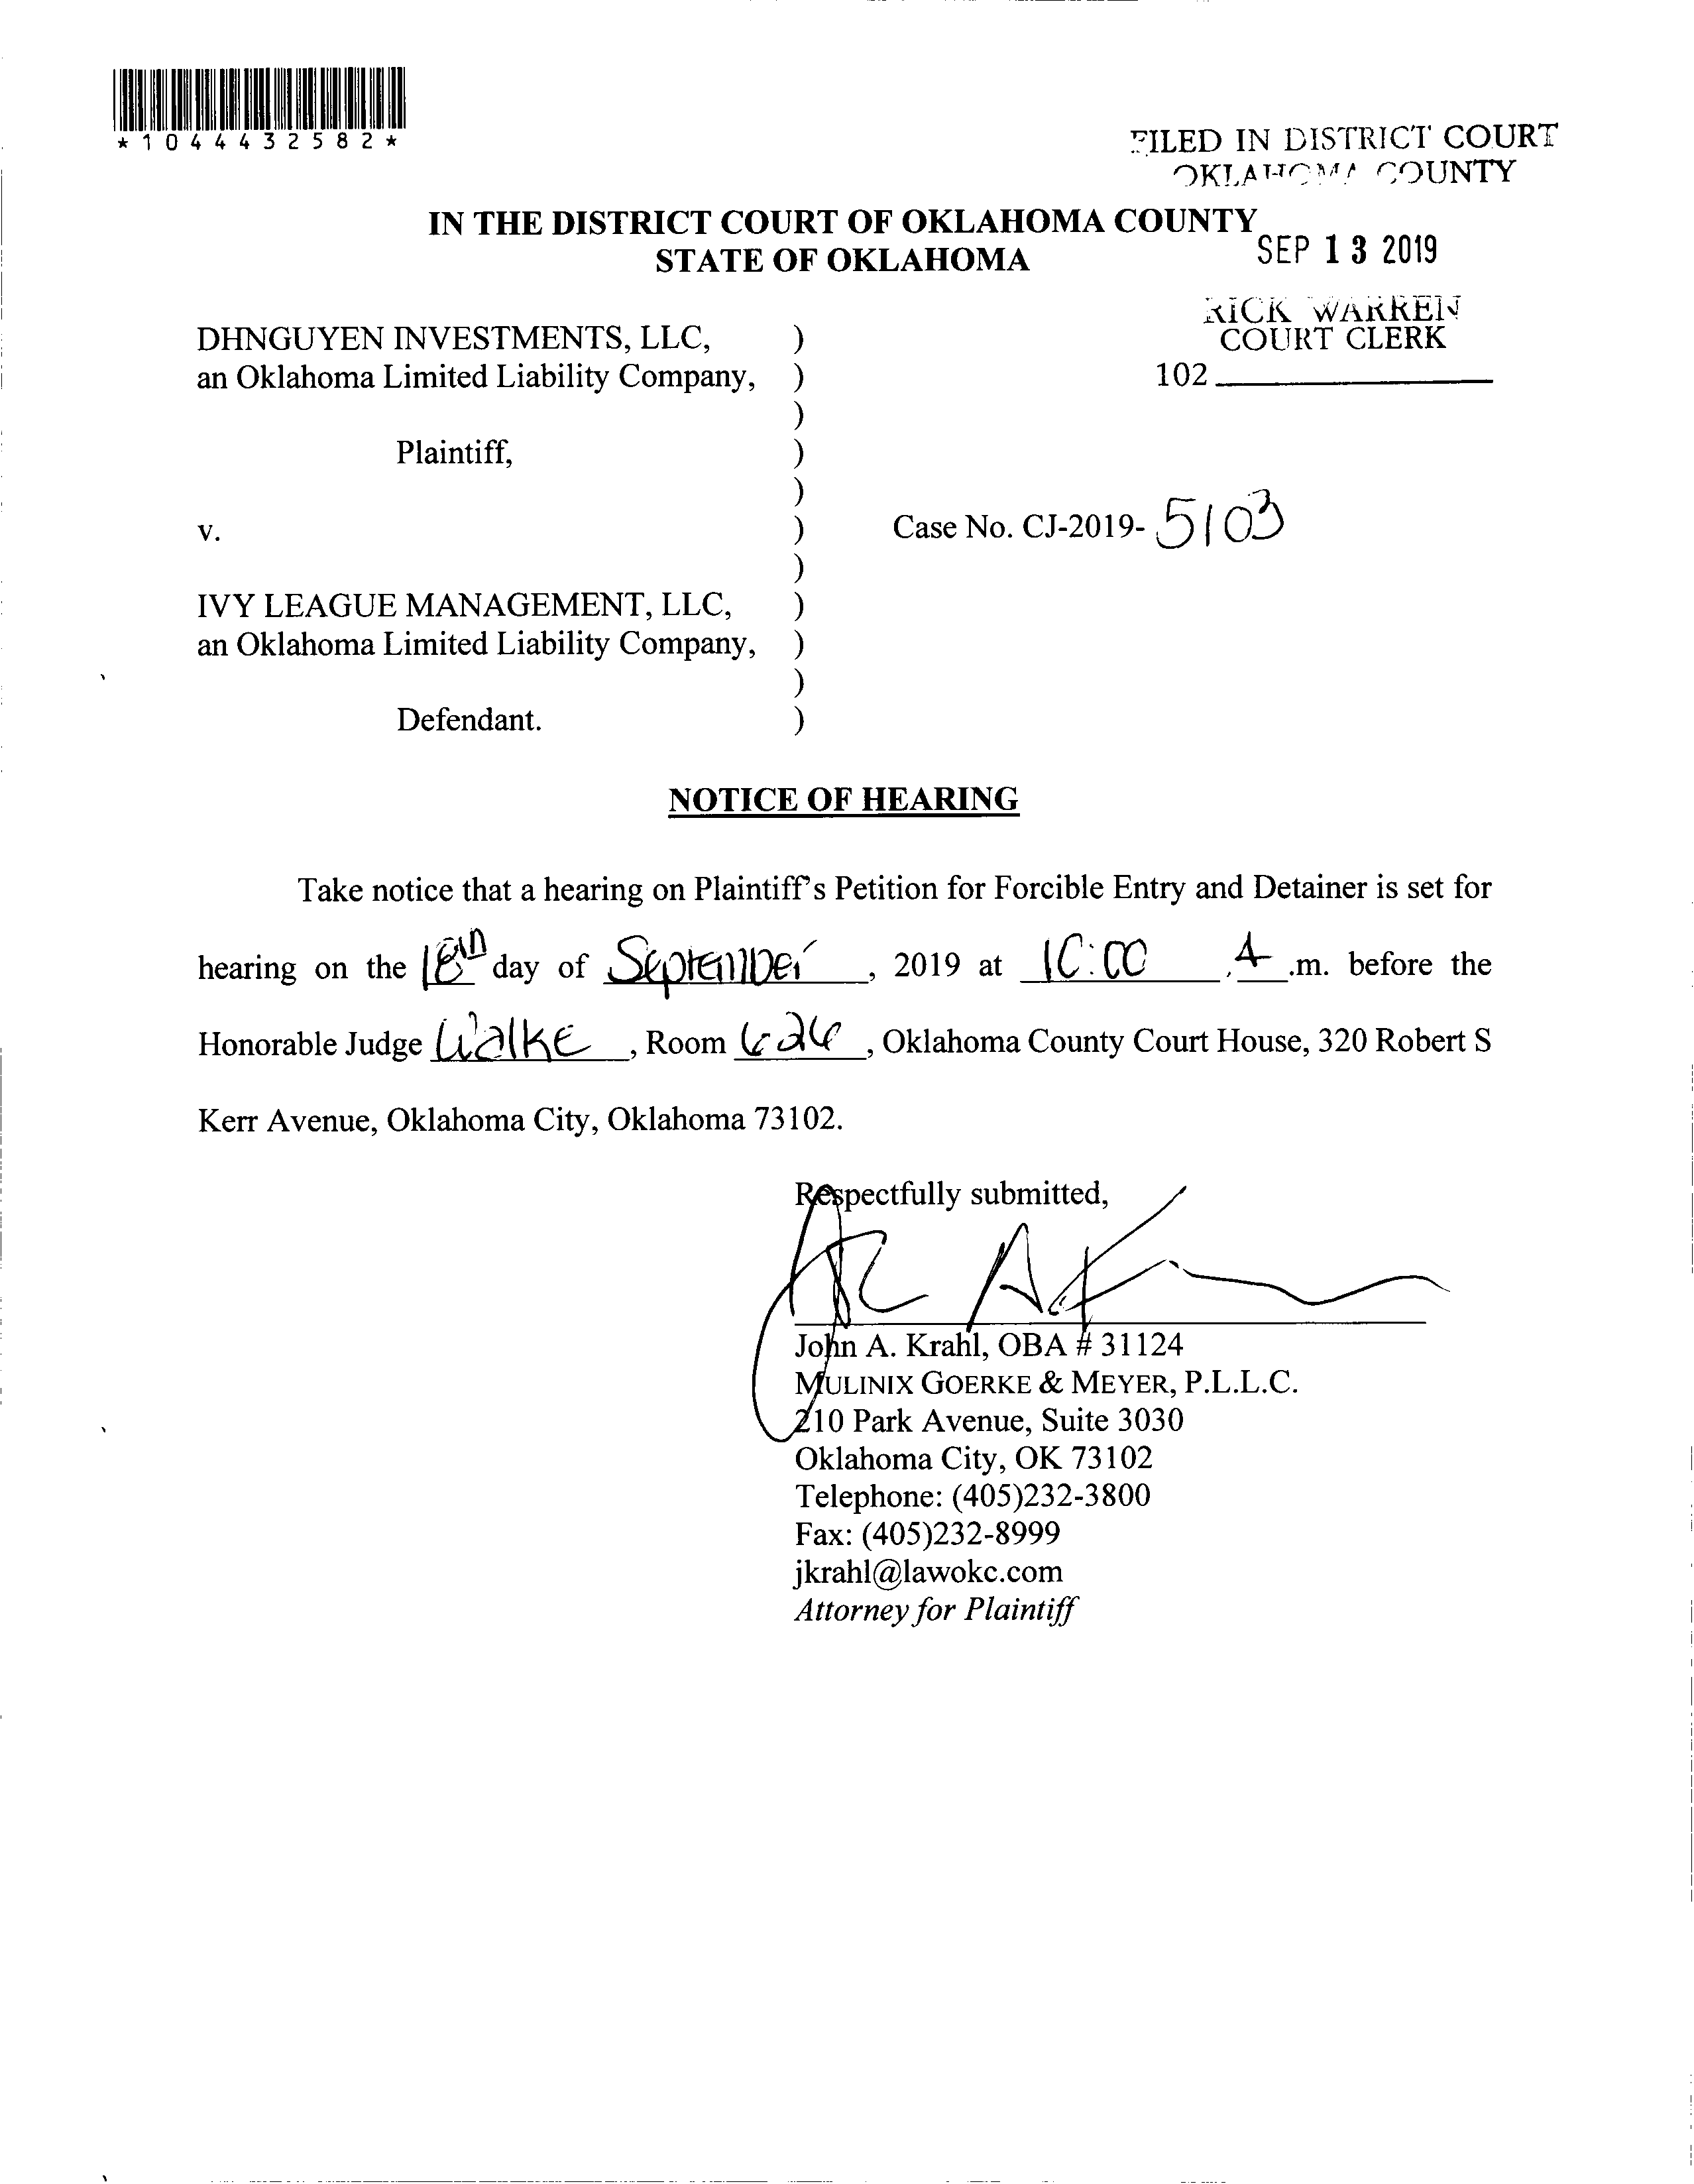 *1044432582*
FILED IN DISTRICT COURT
OKLAHOMA COUNTY
IN THE DISTRICT COURT OF OKLAHOMA COUNTY
STATE OF OKLAHOMA
SEP 13 2019
RICK WARREN
COURT CLERK
102
DHNGUYEN INVESTMENTS, LLC, )
an Oklahoma Limited Liability Company, )
)
Plaintiff, )
)
v. ) Case No. CJ-2019- 5103
)
IVY LEAGUE MANAGEMENT, LLC, )
an Oklahoma Limited Liability Company, )
)
Defendant. )
NOTICE OF HEARING
Take notice that a hearing on Plaintiff's Petition for Forcible Entry and Detainer is set for
hearing on the 18th day of September, 2019 at 10:00, A.m. before the
Honorable Judge Walke, Room, Oklahoma County Court House, 320 Robert S
Kerr Avenue, Oklahoma City, Oklahoma 73102.
Respectfully submitted,
John A. Krahl, OBA # 31124
MULINIX GOERKE & MEYER, P.L.L.C.
210 Park Avenue, Suite 3030
Oklahoma City, OK 73102
Telephone: (405)232-3800
Fax: (405)232-8999
jkrahl@lawokc.com
Attorney for Plaintiff